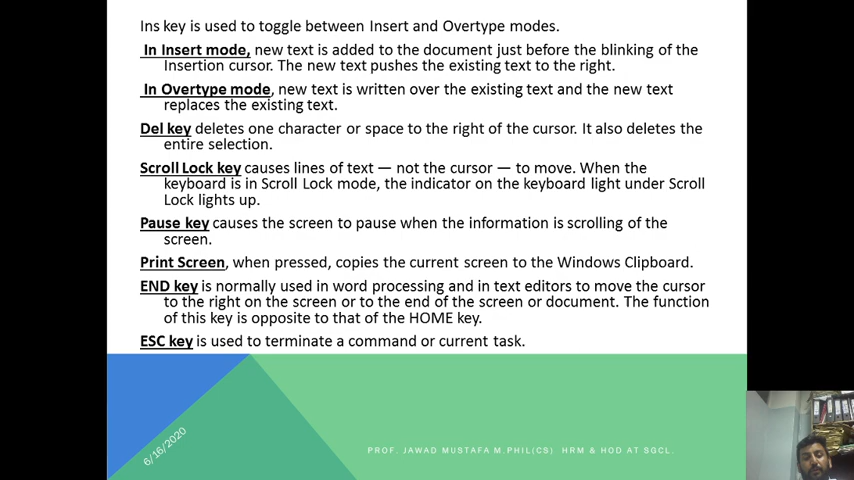 Ins key is used to toggle between Insert and Overtype modes.
In Insert mode, new text is added to the document just before the blinking of the
Insertion cursor. The new text pushes the existing text to the right.
In Overtype mode, new text is written over the existing text and the new text
replaces the existing text.
Del key deletes one character or space to the right of the cursor. It also deletes the
entire selection.
Scroll Lock key causes lines of text — not the cursor — to move. When the
keyboard is in Scroll Lock mode, the indicator on the keyboard light under Scroll
Lock lights up.
Pause key causes the screen to pause when the information is scrolling of the
screen.
Print Screen, when pressed, copies the current screen to the Windows Clipboard.
END key is normally used in word processing and in text editors to move the cursor
to the right on the screen or to the end of the screen or document. The function
of this key is opposite to that of the HOME key.
ESC key is used to terminate a command or current task.
6/16/2020
PROF. JAWAD MUSTAFA M.PHIL(CS) HRM & HOD AT SGCL.